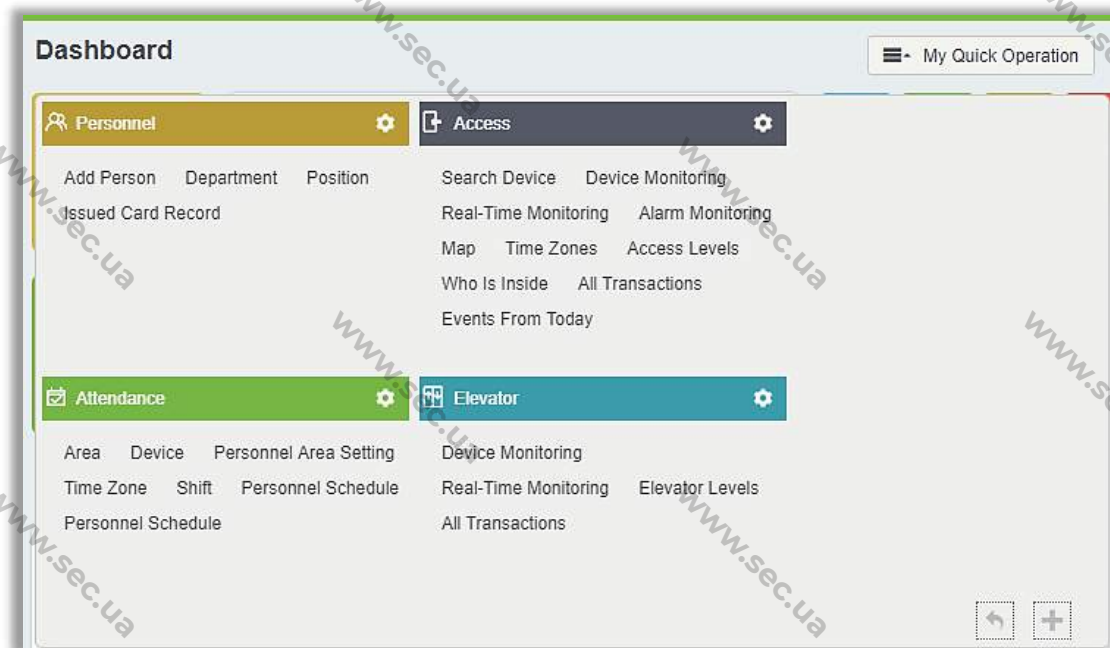 Dashboard
My Quick Operation
Personnel
Add Person Department Position
Issued Card Record
Access
Search Device Device Monitoring
Real-Time Monitoring Alarm Monitoring
Map Time Zones Access Levels
Who Is Inside All Transactions
Events From Today
Attendance
Area Device Personnel Area Setting
Time Zone Shift Personnel Schedule
Personnel Schedule
Elevator
Device Monitoring
Real-Time Monitoring Elevator Levels
All Transactions
www.sec.ua
www.sec.ua
www.sec.ua
www.sec.ua
www.sec.ua
www.sec.ua